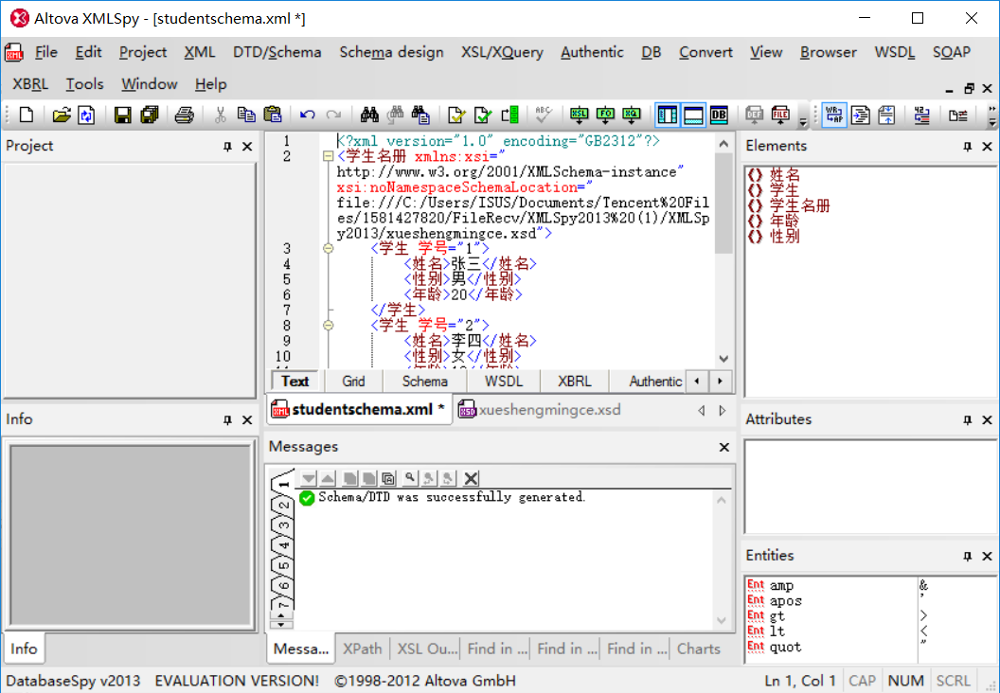 Altova XMLSpy - [studentschema.xml *]
File Edit Project XML DTD/Schema Schema design XSL/XQuery Authentic DB Convert View Browser WSDL SOAP
XBRL Tools Window Help
Project
Info
Info
1 <?xml version="1.0" encoding="GB2312"?>
2 <学生名册 xmlns:xsi="
http://www.w3.org/2001/XMLSchema-instance"
xsi:noNamespaceSchemaLocation="
file:///C:/Users/ISUS/Documents/Tencent%20Fil
es/1581427820/FileRecv/XMLSpy2013%20(1)/XMLSp
y2013/xueshengmingce.xsd">
3 <学生 学号="1">
4 <姓名>张三</姓名>
5 <性别>男</性别>
6 <年龄>20</年龄>
7 </学生>
8 <学生 学号="2">
9 <姓名>李四</姓名>
10 <性别>女</性别>
Text Grid Schema WSDL XBRL Authentic
studentschema.xml * xueshengmingce.xsd
Messages
1 2 3 4 5 6 7
Schema/DTD was successfully generated.
Messa... XPath XSL Ou... Find in ... Find in ... Find in ... Charts
Elements
姓名
学生
学生名册
年龄
性别
Attributes
Entities
Ent amp &
Ent apos '
Ent gt >
Ent lt <
Ent quot "
DatabaseSpy v2013 EVALUATION VERSION! ©1998-2012 Altova GmbH Ln 1, Col 1 CAP NUM SCRL